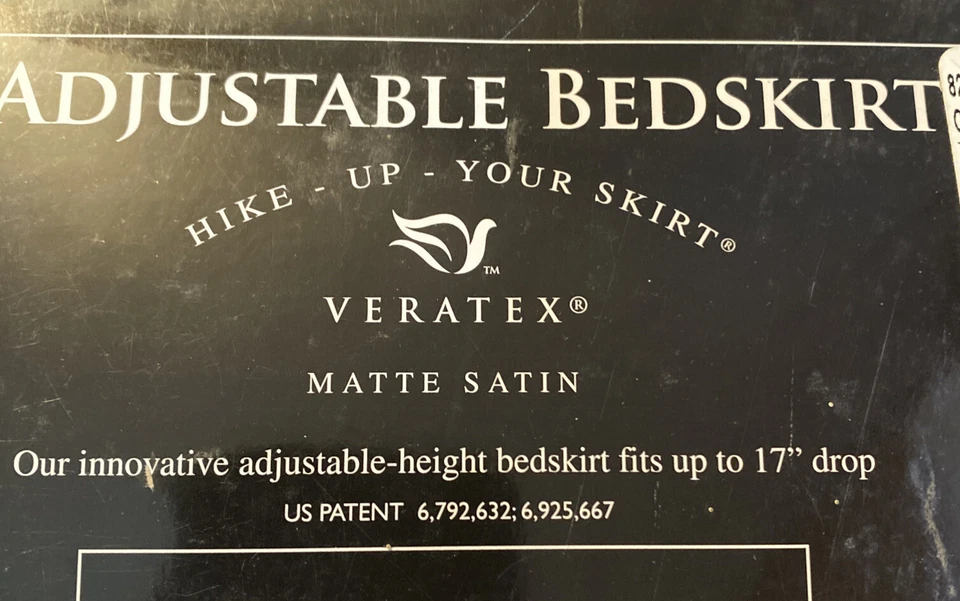 ADJUSTABLE BEDSKIRT
HIKE - UP - YOUR SKIRT®
™
VERATEX®
MATTE SATIN
Our innovative adjustable-height bedskirt fits up to 17” drop
US PATENT 6,792,632; 6,925,667